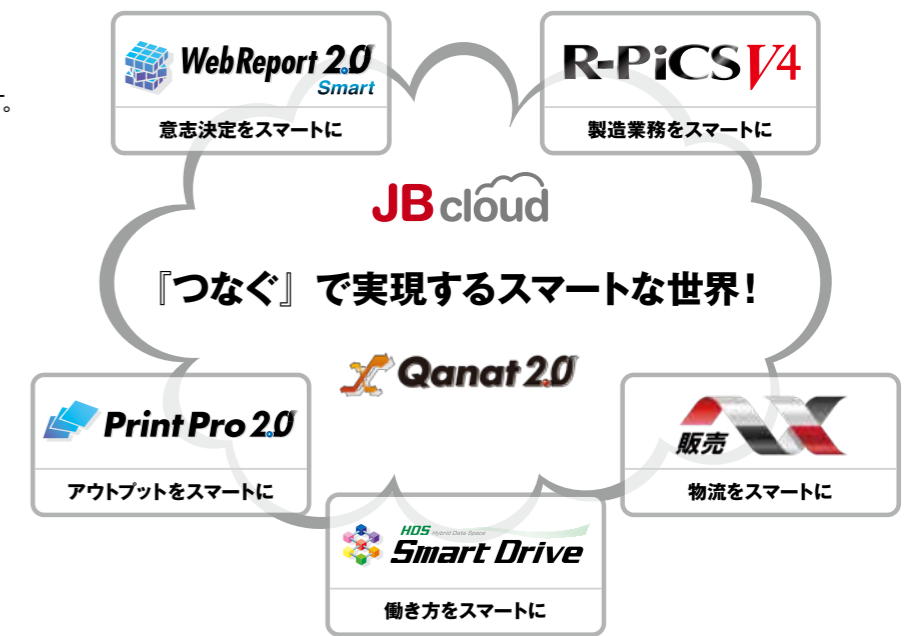 す。
WebReport 2.0
Smart
意志決定をスマートに
R-PiCS V4
製造業務をスマートに
JB cloud
『つなぐ』で実現するスマートな世界！
Qanat 2.0
Print Pro 2.0
アウトプットをスマートに
販売 AX
物流をスマートに
HDS Hybrid Data Space
Smart Drive
働き方をスマートに